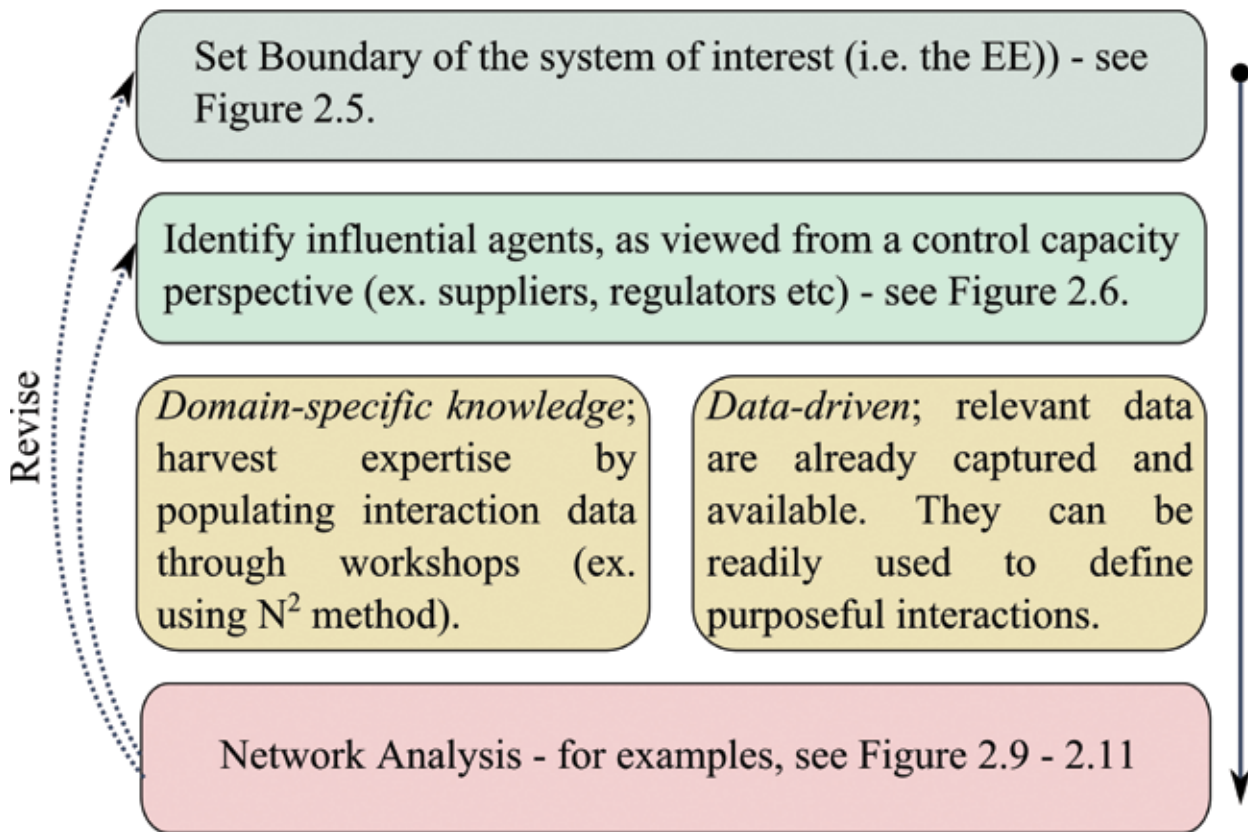 Set Boundary of the system of interest (i.e. the EE)) - see
Figure 2.5.
Identify influential agents, as viewed from a control capacity
perspective (ex. suppliers, regulators etc) - see Figure 2.6.
Revise
Domain-specific knowledge;
harvest expertise by
populating interaction data
through workshops (ex.
using N² method).
Data-driven; relevant data
are already captured and
available. They can be
readily used to define
purposeful interactions.
Network Analysis - for examples, see Figure 2.9 - 2.11